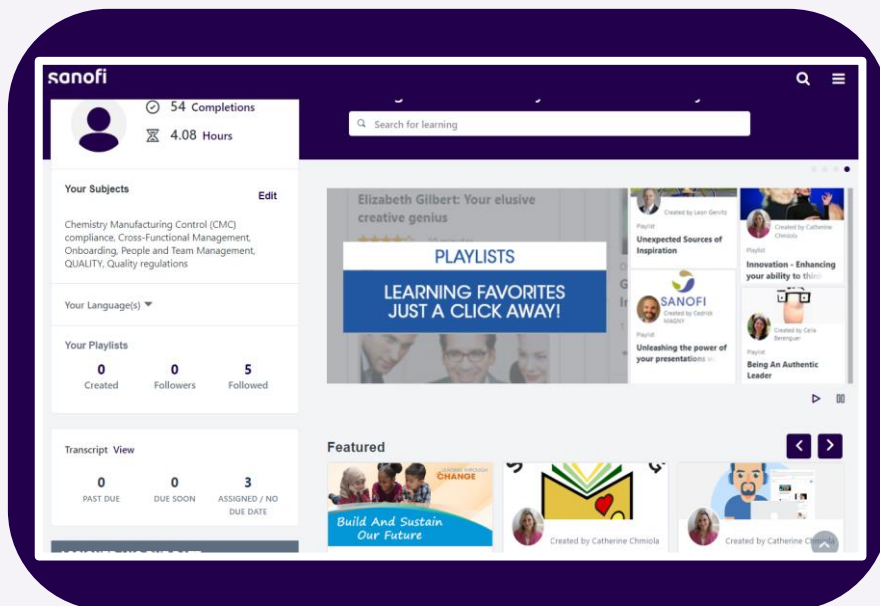 sanofi
54 Completions
4.08 Hours
Search for learning
Your Subjects
Edit
Chemistry Manufacturing Control (CMC)
compliance, Cross-Functional Management,
Onboarding, People and Team Management,
QUALITY, Quality regulations
Your Language(s)
Your Playlists
0
0
5
Created
Followers
Followed
Transcript View
0
0
3
PAST DUE
DUE SOON
ASSIGNED / NO
DUE DATE
Elizabeth Gilbert: Your elusive
creative genius
PLAYLISTS
LEARNING FAVORITES
JUST A CLICK AWAY!
Created by Leon Gervitz
Playlist
Unexpected Sources of
Inspiration
Created by Catherine
Chmiola
Playlist
Innovation - Enhancing
your ability to think
SANOFI
Created by Cedrick
MAGNY
Playlist
Unleashing the power of
your presentations
Created by Celia
Berenguer
Playlist
Being An Authentic
Leader
Featured
LEADING THROUGH
CHANGE
Build And Sustain
Our Future
Created by Catherine Chmiola
Created by Catherine Chmiola